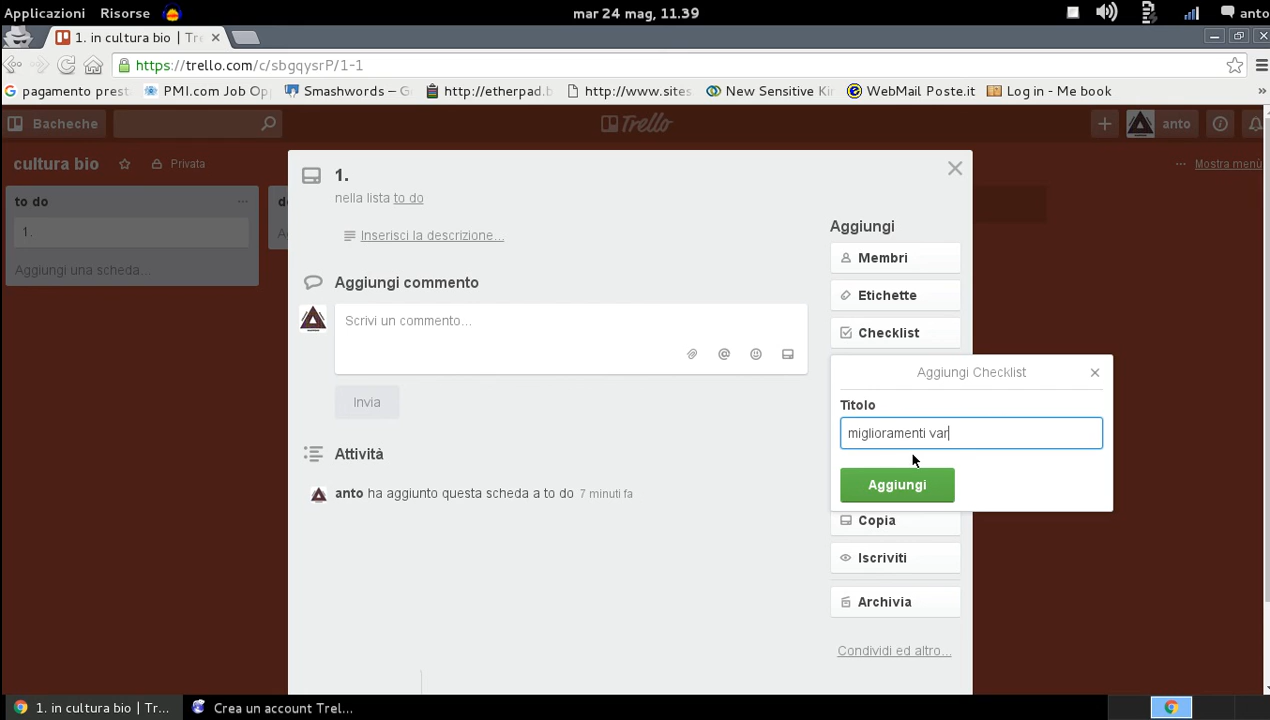 Applicazioni Risorse mar 24 mag, 11.39 anto
1. in cultura bio | Tr
https://trello.com/c/sbgqysrP/1-1
pagamento prest PMI.com Job Op Smashwords – G http://etherpad.b http://www.sites New Sensitive Kin WebMail Poste.it Log in - Me book »
Bacheche Trello anto
cultura bio Privata ... Mostra menù
to do ...
1.
Aggiungi una scheda...
1.
nella lista to do
Inserisci la descrizione...
Aggiungi commento
Scrivi un commento...
Invia
Attività
anto ha aggiunto questa scheda a to do 7 minuti fa
Aggiungi
Membri
Etichette
Checklist
Aggiungi Checklist
Titolo
miglioramenti var
Aggiungi
Copia
Iscriviti
Archivia
Condividi ed altro...
1. in cultura bio | Tr... Crea un account Trel...